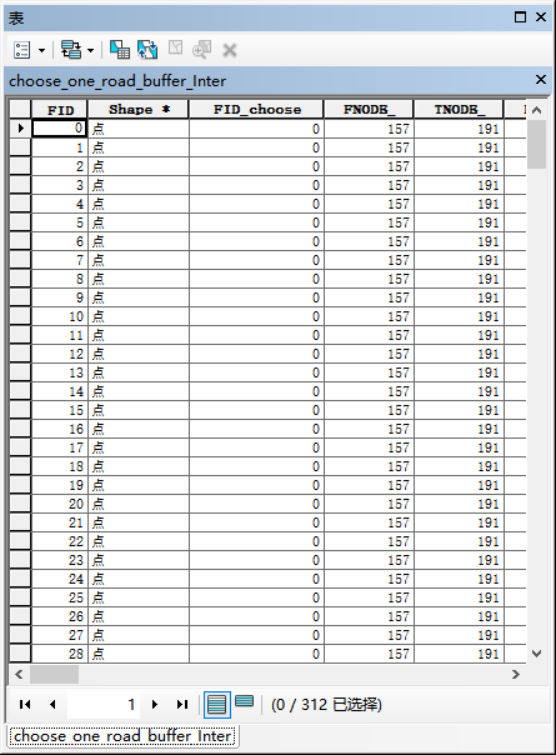 表
choose_one_road_buffer_Inter
FID Shape * FID_choose FNODE_ TNODE_
0 点 0 157 191
1 点 0 157 191
2 点 0 157 191
3 点 0 157 191
4 点 0 157 191
5 点 0 157 191
6 点 0 157 191
7 点 0 157 191
8 点 0 157 191
9 点 0 157 191
10 点 0 157 191
11 点 0 157 191
12 点 0 157 191
13 点 0 157 191
14 点 0 157 191
15 点 0 157 191
16 点 0 157 191
17 点 0 157 191
18 点 0 157 191
19 点 0 157 191
20 点 0 157 191
21 点 0 157 191
22 点 0 157 191
23 点 0 157 191
24 点 0 157 191
25 点 0 157 191
26 点 0 157 191
27 点 0 157 191
28 点 0 157 191
1 (0 / 312 已选择)
choose_one_road_buffer_Inter